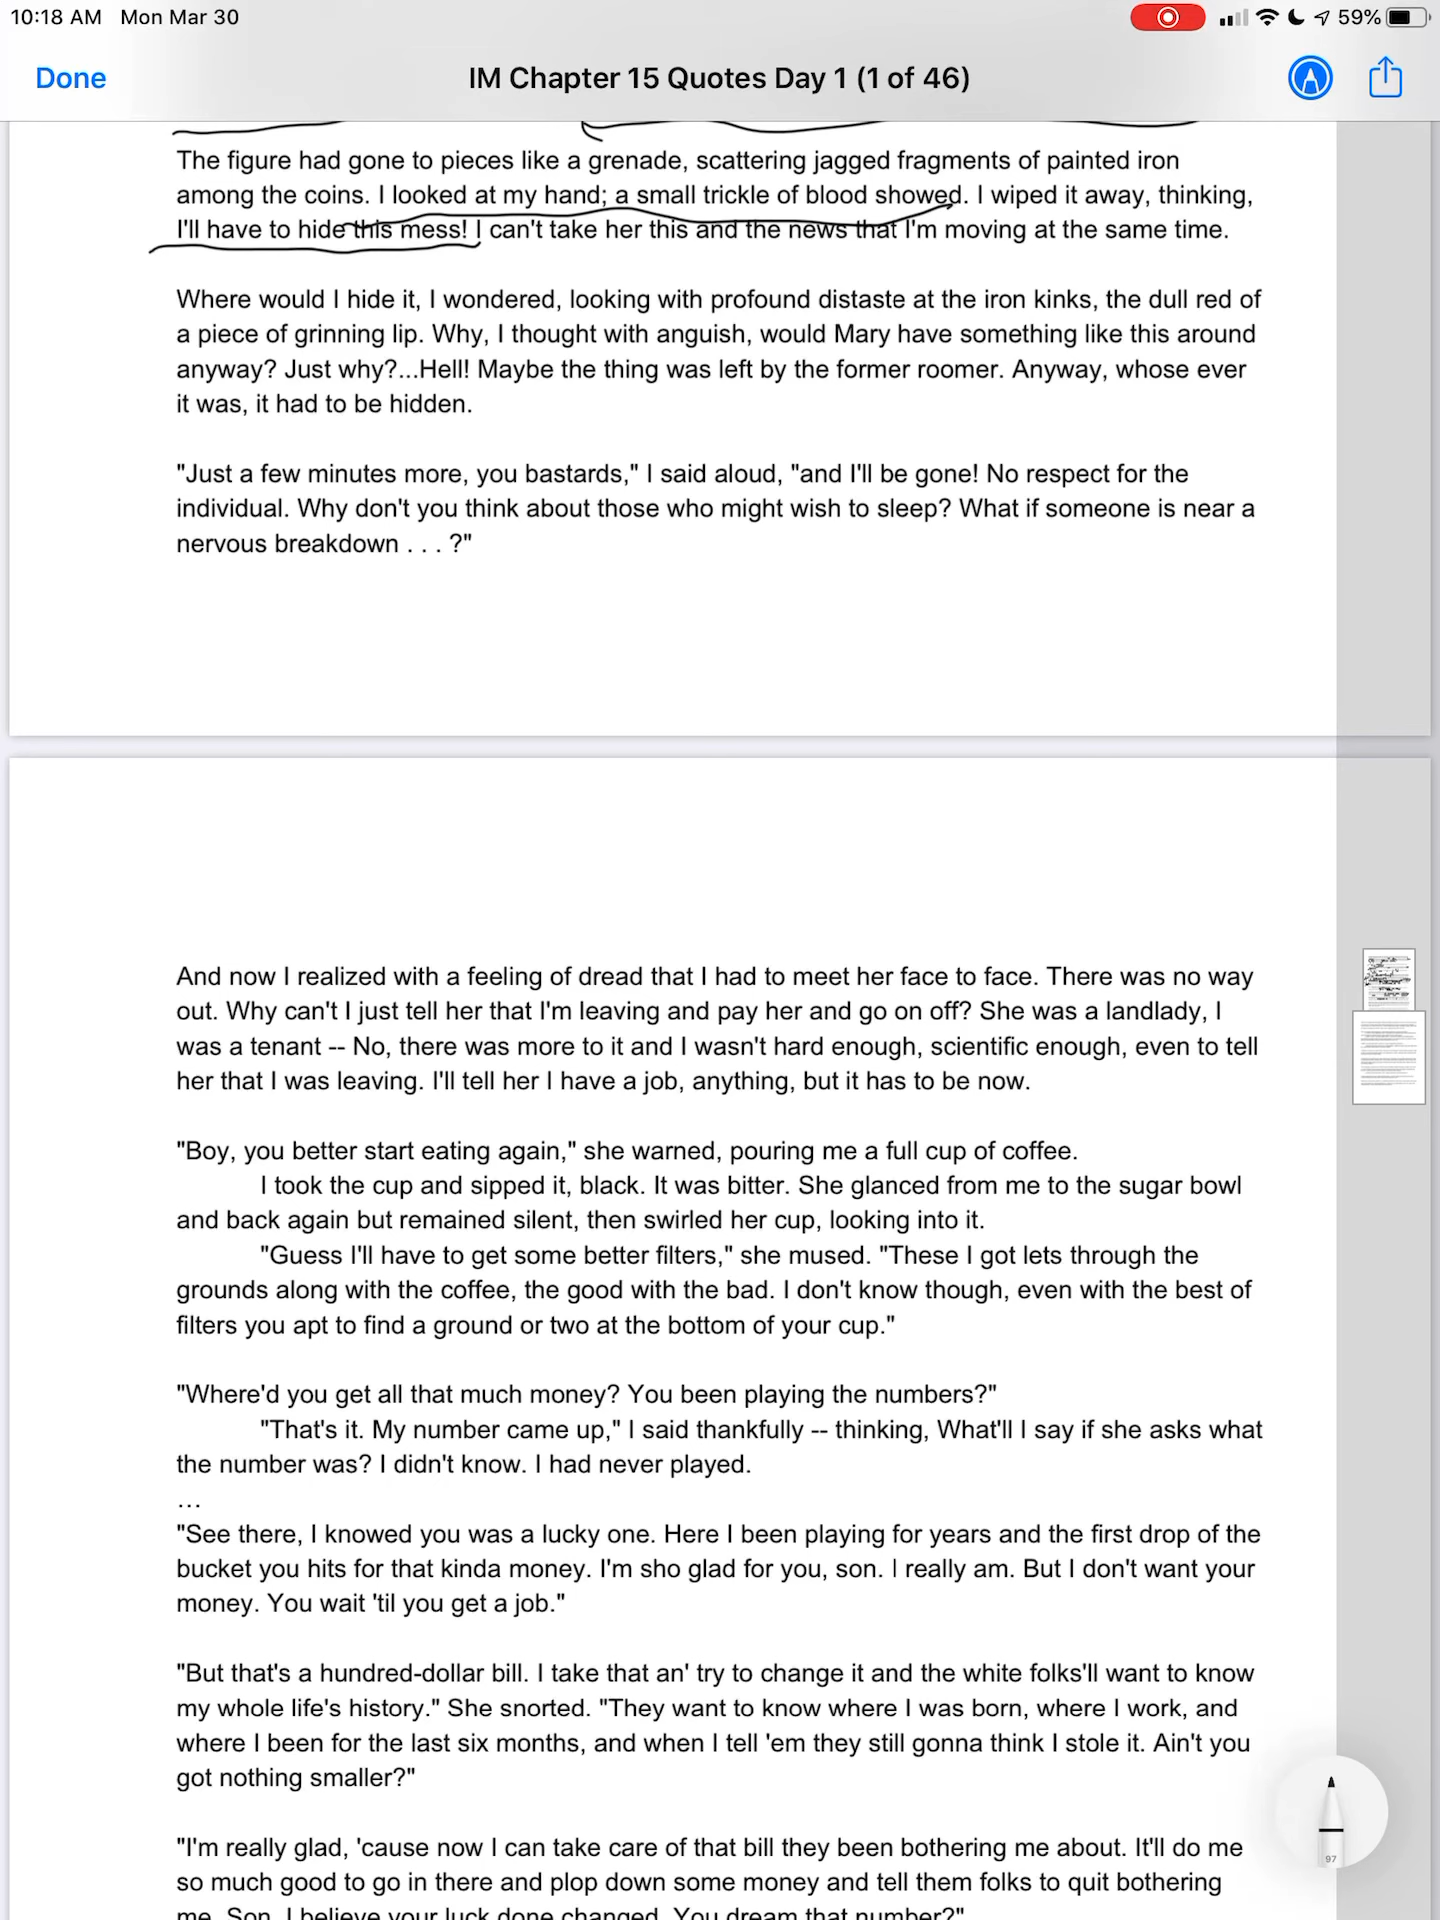 10:18 AM Mon Mar 30
59%
Done
IM Chapter 15 Quotes Day 1 (1 of 46)
The figure had gone to pieces like a grenade, scattering jagged fragments of painted iron
among the coins. I looked at my hand; a small trickle of blood showed. I wiped it away, thinking,
I'll have to hide this mess! I can't take her this and the news that I'm moving at the same time.
Where would I hide it, I wondered, looking with profound distaste at the iron kinks, the dull red of
a piece of grinning lip. Why, I thought with anguish, would Mary have something like this around
anyway? Just why?...Hell! Maybe the thing was left by the former roomer. Anyway, whose ever
it was, it had to be hidden.
"Just a few minutes more, you bastards," I said aloud, "and I'll be gone! No respect for the
individual. Why don't you think about those who might wish to sleep? What if someone is near a
nervous breakdown . . . ?"
And now I realized with a feeling of dread that I had to meet her face to face. There was no way
out. Why can't I just tell her that I'm leaving and pay her and go on off? She was a landlady, I
was a tenant -- No, there was more to it and I wasn't hard enough, scientific enough, even to tell
her that I was leaving. I'll tell her I have a job, anything, but it has to be now.
"Boy, you better start eating again," she warned, pouring me a full cup of coffee.
I took the cup and sipped it, black. It was bitter. She glanced from me to the sugar bowl
and back again but remained silent, then swirled her cup, looking into it.
"Guess I'll have to get some better filters," she mused. "These I got lets through the
grounds along with the coffee, the good with the bad. I don't know though, even with the best of
filters you apt to find a ground or two at the bottom of your cup."
"Where'd you get all that much money? You been playing the numbers?"
"That's it. My number came up," I said thankfully -- thinking, What'll I say if she asks what
the number was? I didn't know. I had never played.
...
"See there, I knowed you was a lucky one. Here I been playing for years and the first drop of the
bucket you hits for that kinda money. I'm sho glad for you, son. I really am. But I don't want your
money. You wait 'til you get a job."
"But that's a hundred-dollar bill. I take that an' try to change it and the white folks'll want to know
my whole life's history." She snorted. "They want to know where I was born, where I work, and
where I been for the last six months, and when I tell 'em they still gonna think I stole it. Ain't you
got nothing smaller?"
"I'm really glad, 'cause now I can take care of that bill they been bothering me about. It'll do me
so much good to go in there and plop down some money and tell them folks to quit bothering
me. Son, I believe your luck done changed. You dream that number?"
97